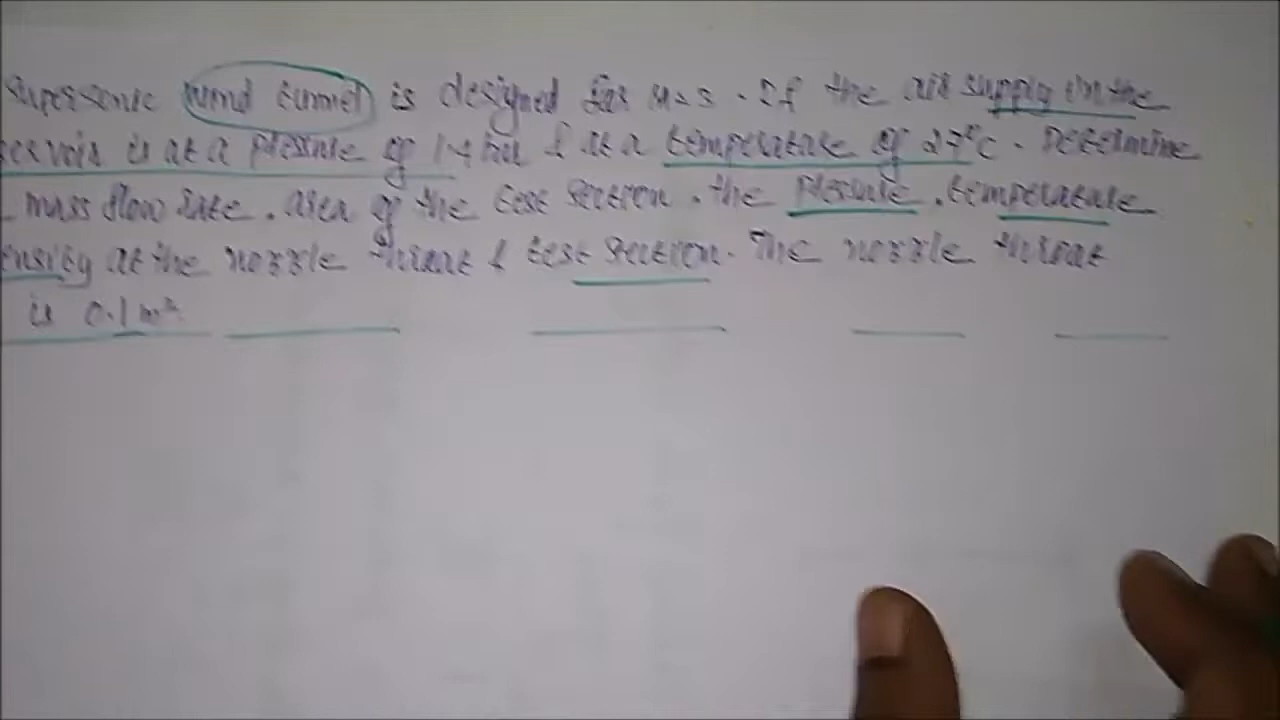 supersonic wind tunnel is designed for M=3. If the air supply in the
servoir is at a pressure of 1.4 bar & at a temperature of 27°C. Determine
mass flow rate, area of the test section, the pressure, temperature
ensity at the nozzle throat & test section. The nozzle throat
is 0.1 m²